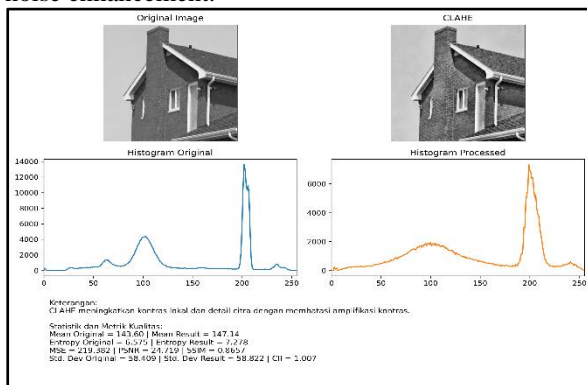 noise enhancement.
Original Image
CLAHE
Histogram Original
Histogram Processed
14000
12000
10000
8000
6000
4000
2000
0
0 50 100 150 200 250
6000
4000
2000
0
0 50 100 150 200 250
Keterangan:
CLAHE meningkatkan kontras lokal dan detail citra dengan membatasi amplifikasi kontras.
Statistik dan Metrik Kualitas:
Mean Original = 143.60 | Mean Result = 147.14
Entropy Original = 6.575 | Entropy Result = 7.278
MSE = 219.382 | PSNR = 24.719 | SSIM = 0.8657
Std. Dev Original = 58.409 | Std. Dev Result = 58.822 | CII = 1.007